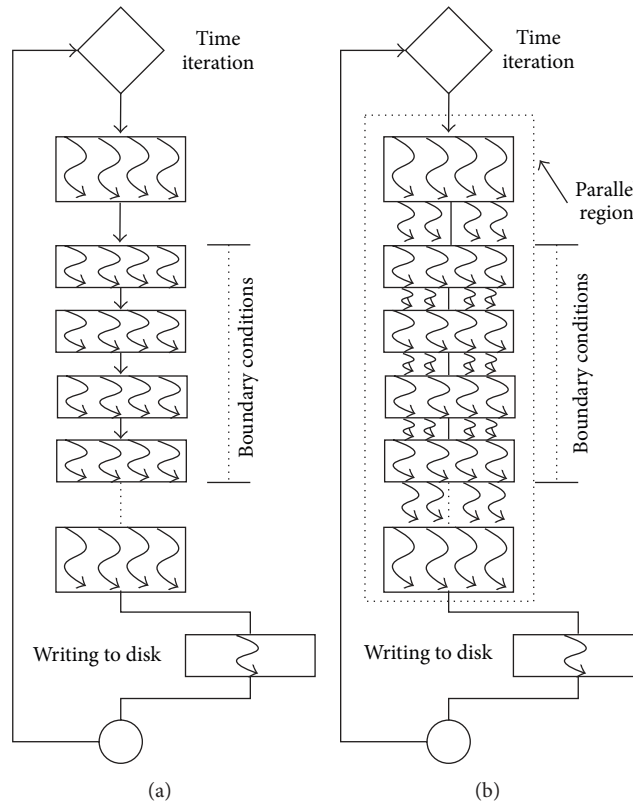 Time
iteration
Boundary conditions
Writing to disk
(a)
Time
iteration
Paralle
region
Boundary conditions
Writing to disk
(b)